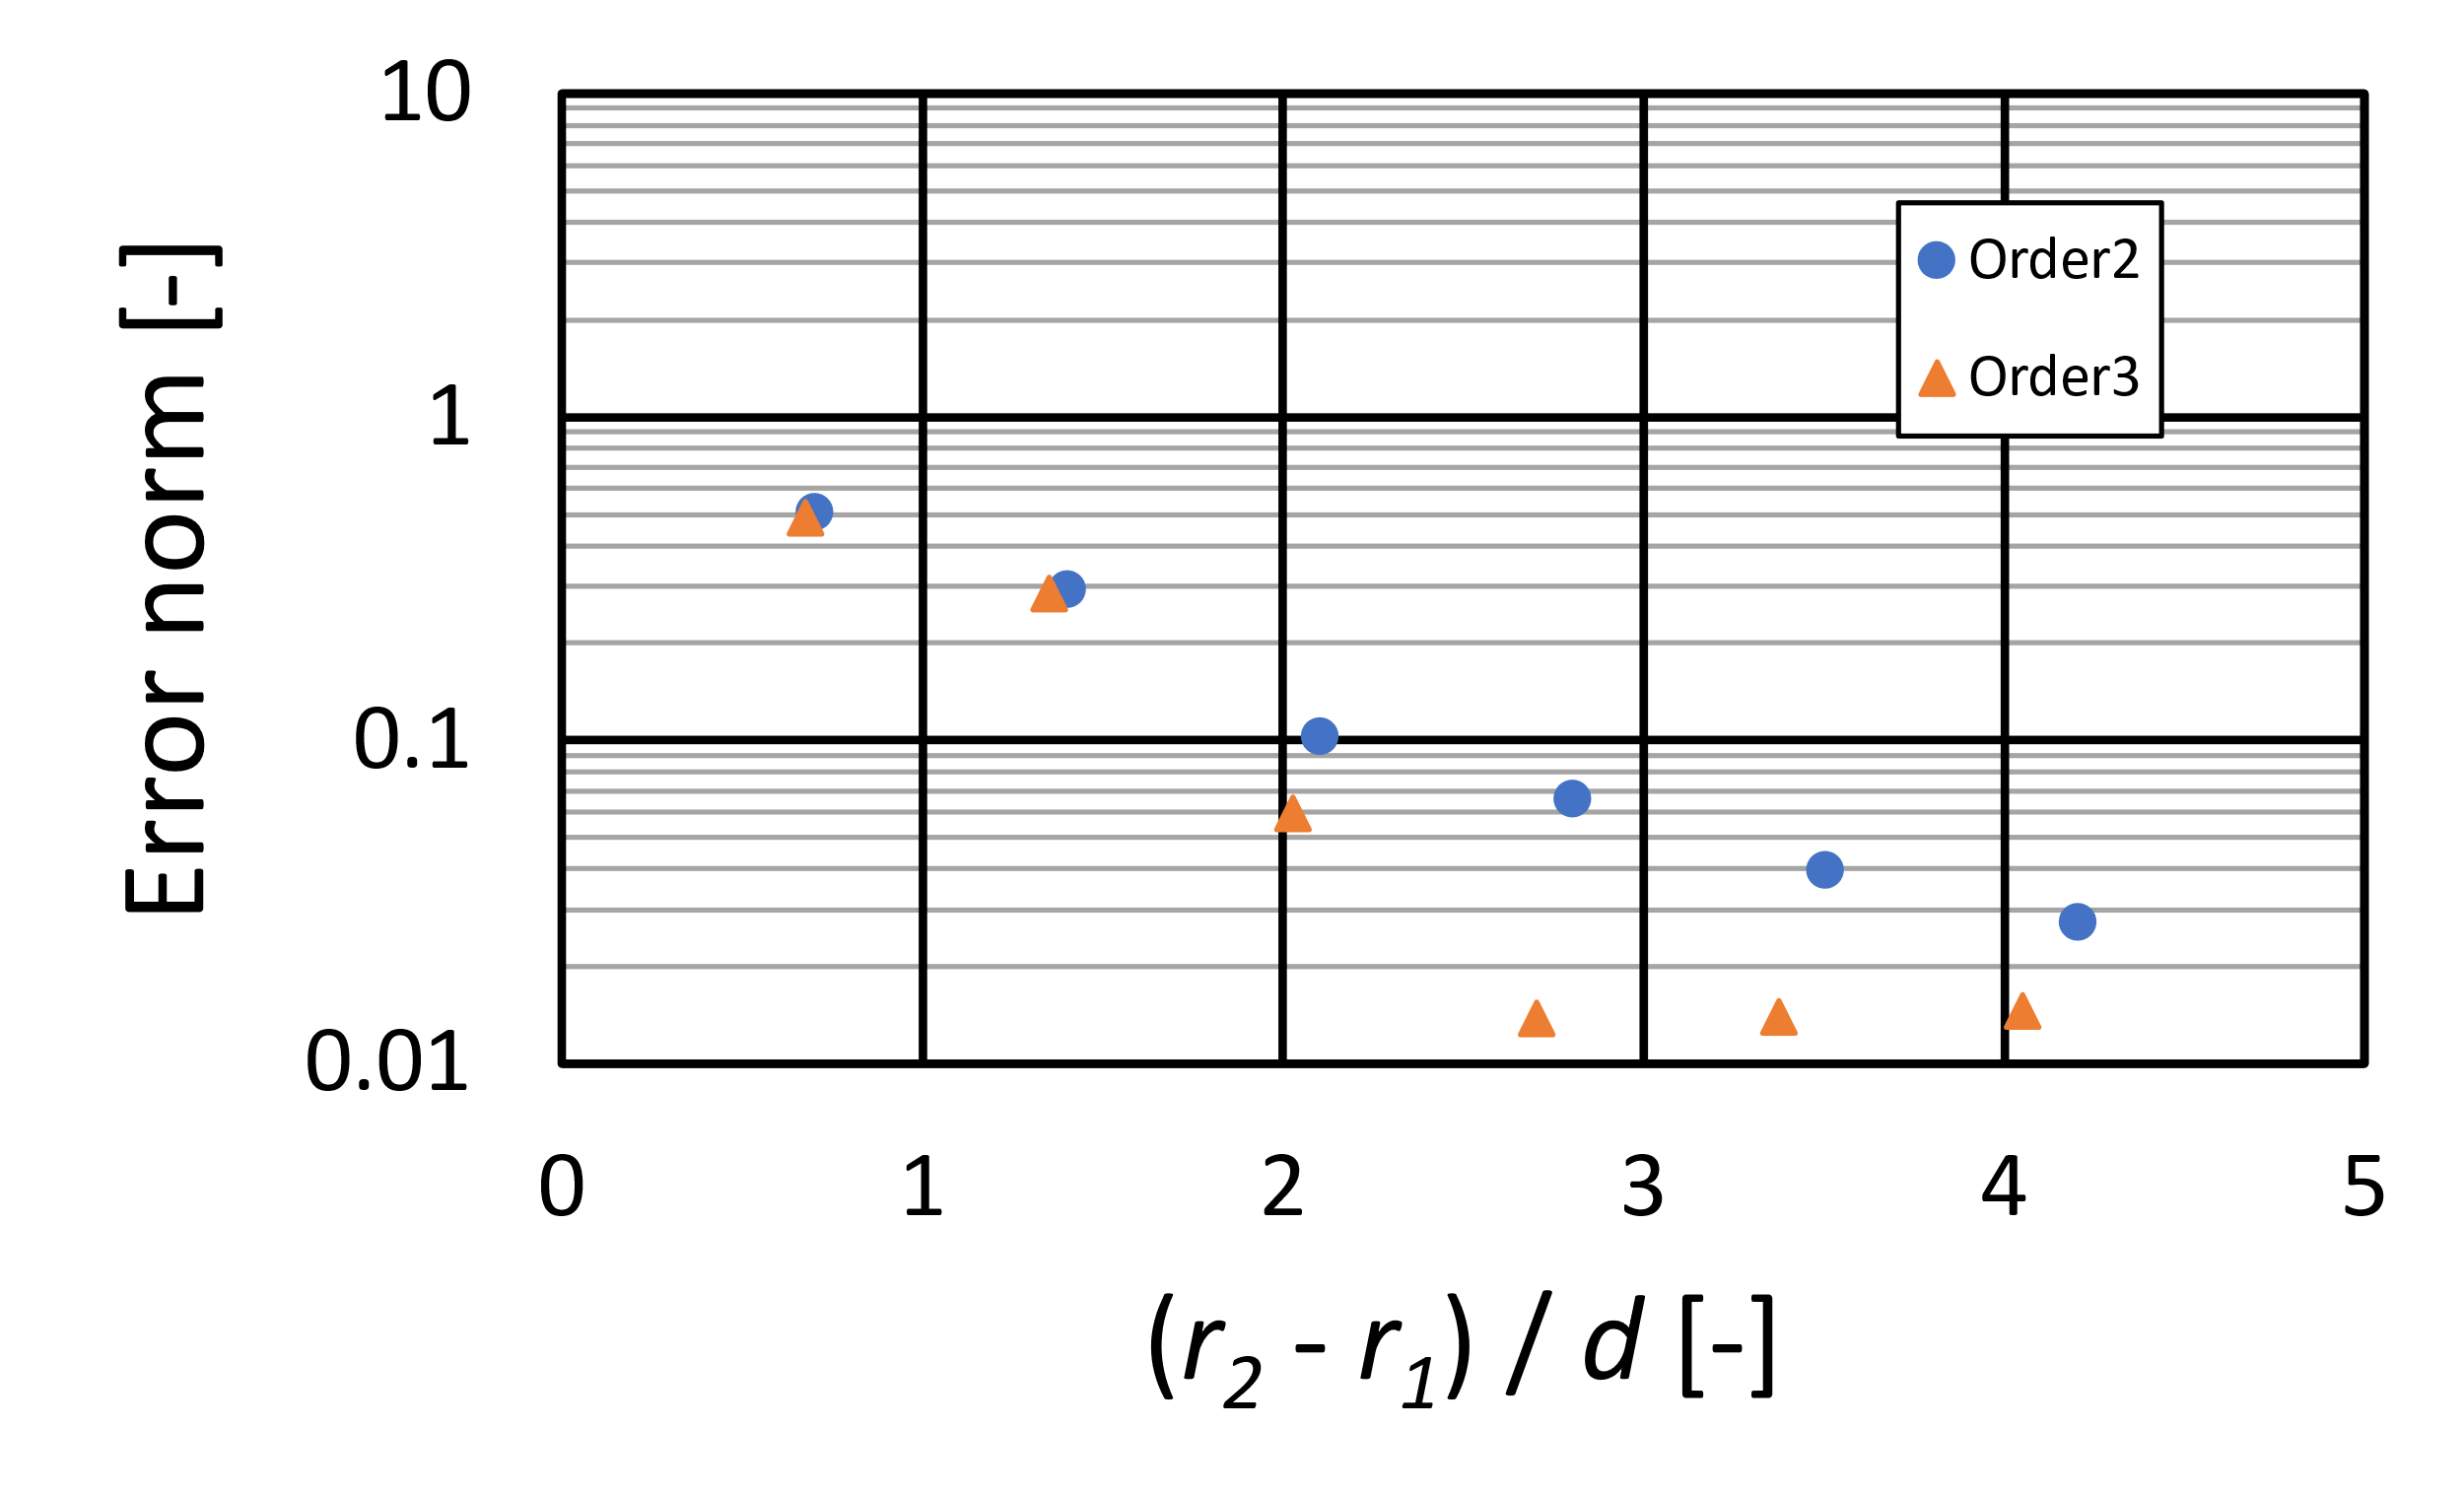 10
1
0.1
0.01
Error norm [-]
Order2
Order3
0 1 2 3 4 5
(r2 - r1) / d [-]